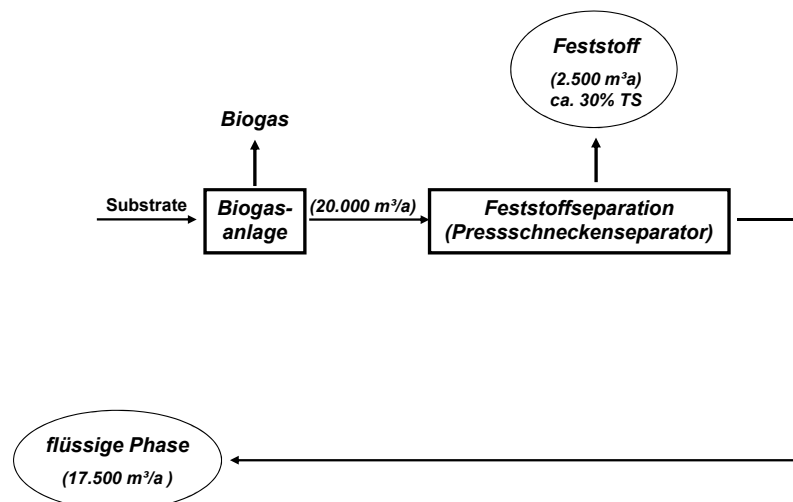 Feststoff
(2.500 m³a)
ca. 30% TS
Biogas
Substrate
Biogas-
anlage
(20.000 m³/a)
Feststoffseparation
(Pressschneckenseparator)
flüssige Phase
(17.500 m³/a )